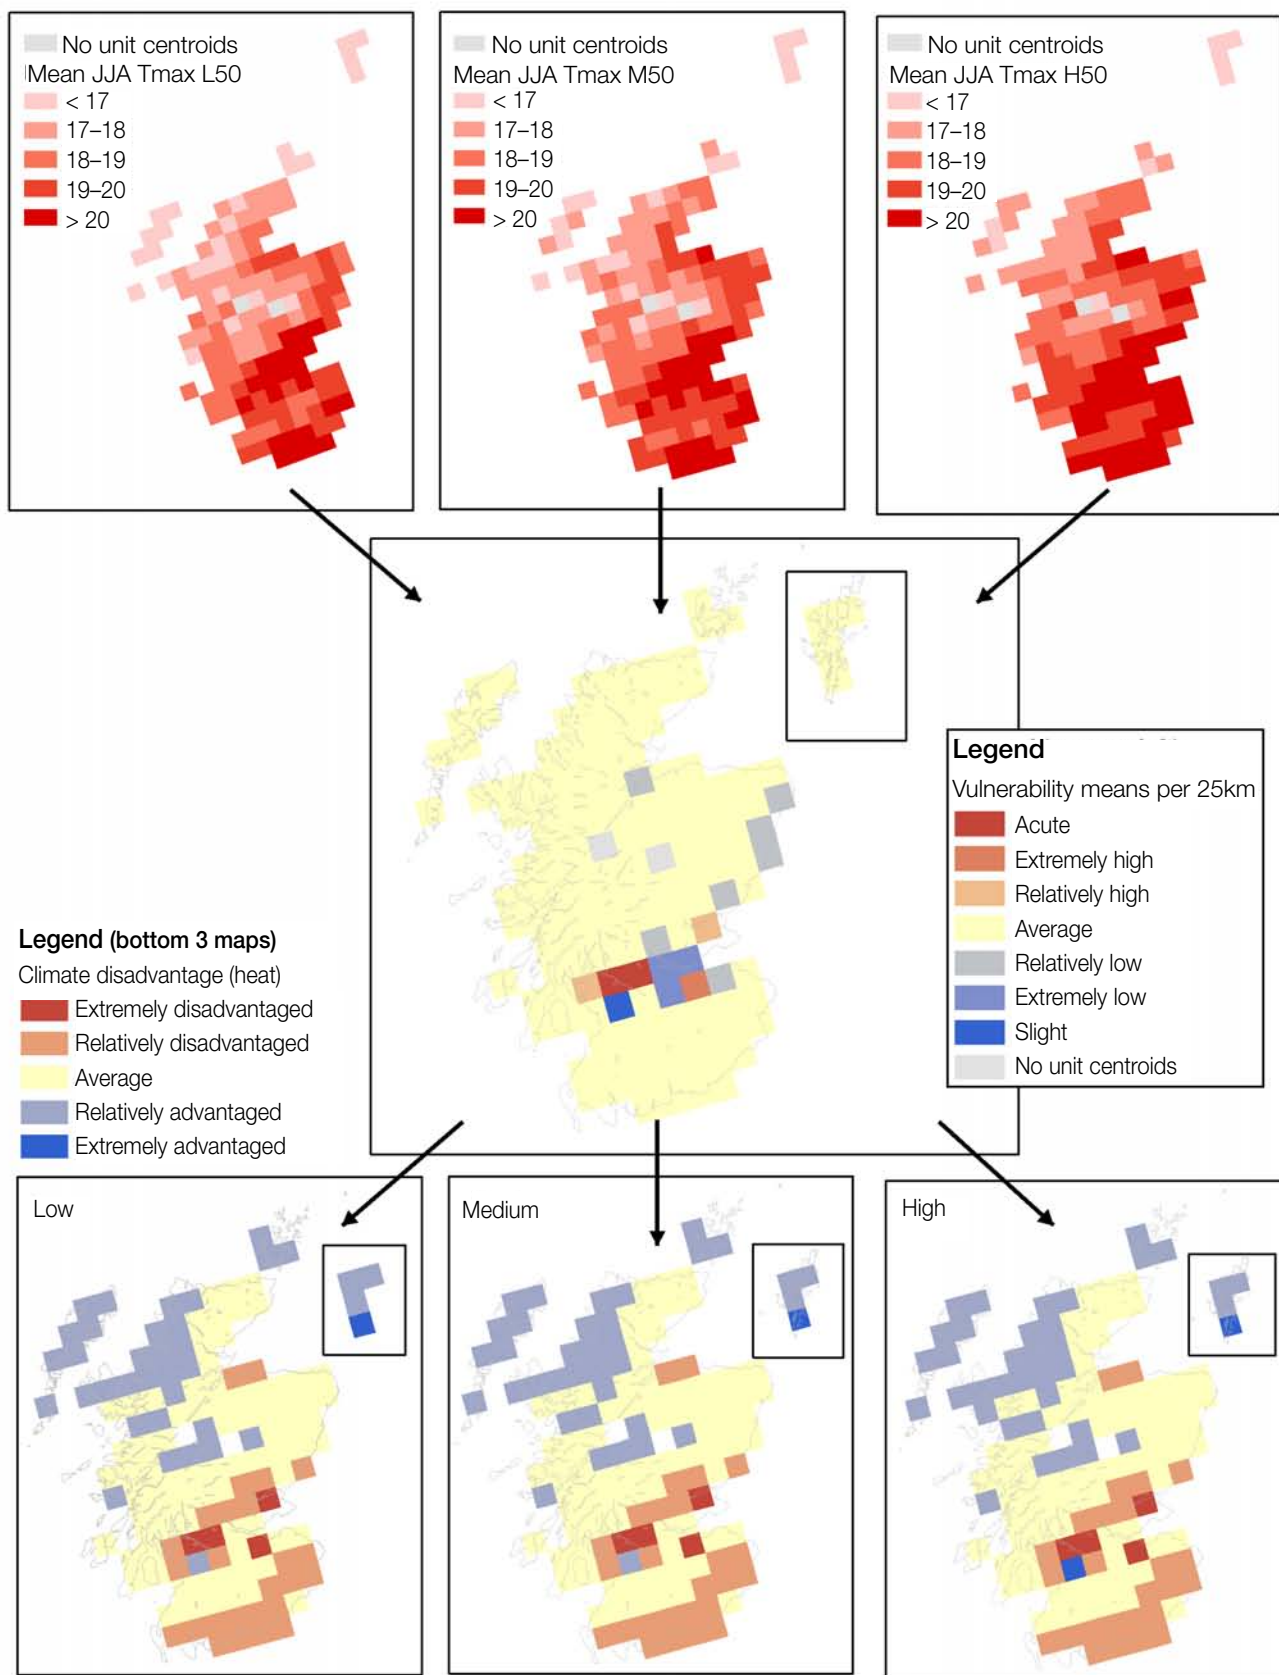 No unit centroids
Mean JJA Tmax L50
< 17
17–18
18–19
19–20
> 20
No unit centroids
Mean JJA Tmax M50
< 17
17–18
18–19
19–20
> 20
No unit centroids
Mean JJA Tmax H50
< 17
17–18
18–19
19–20
> 20
Legend
Vulnerability means per 25km
Acute
Extremely high
Relatively high
Average
Relatively low
Extremely low
Slight
No unit centroids
Legend (bottom 3 maps)
Climate disadvantage (heat)
Extremely disadvantaged
Relatively disadvantaged
Average
Relatively advantaged
Extremely advantaged
Low
Medium
High